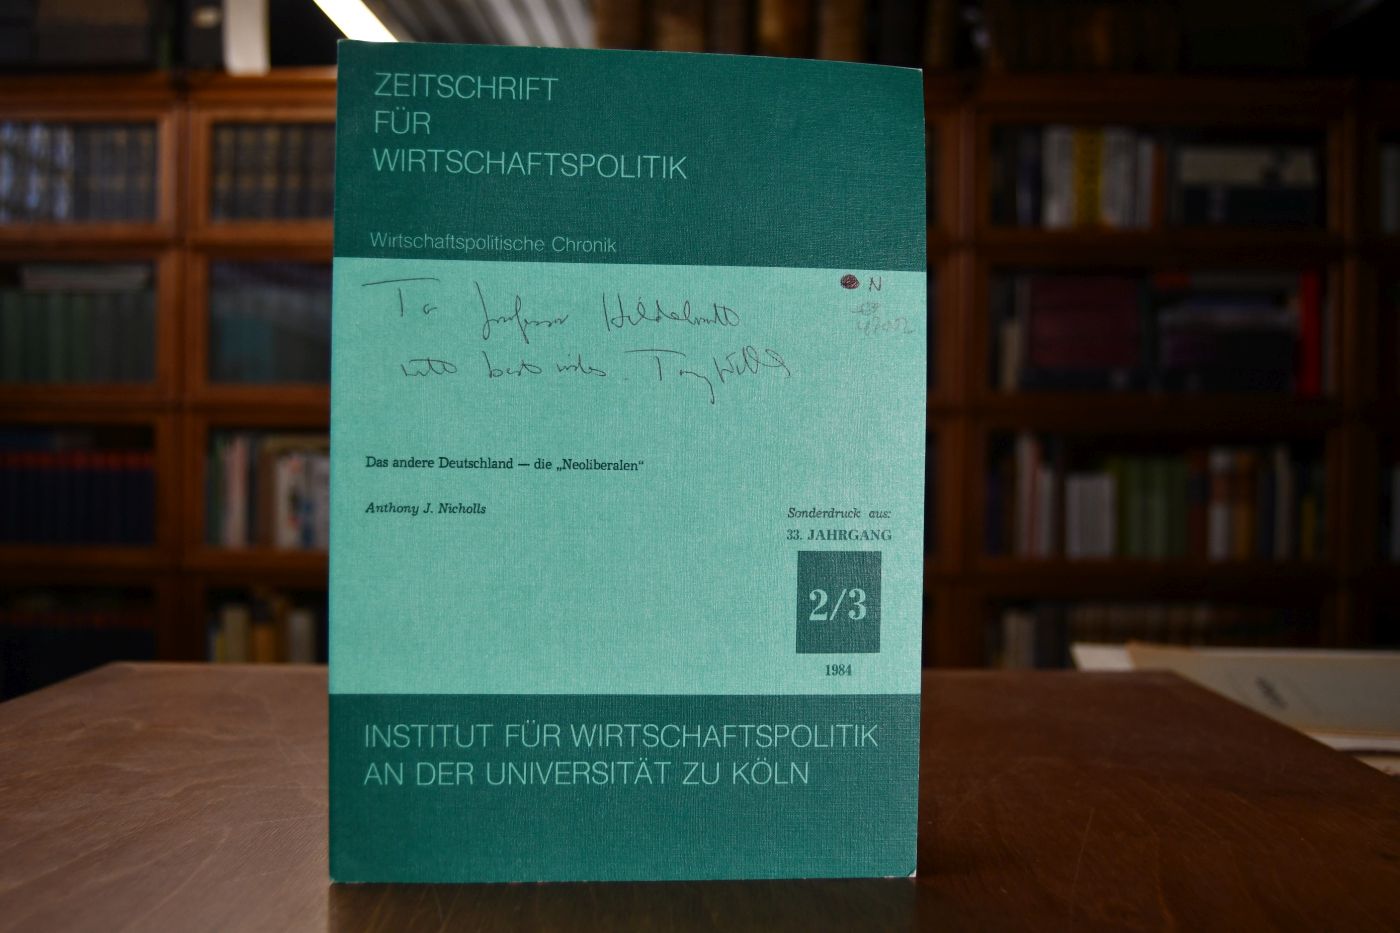 ZEITSCHRIFT
FÜR
WIRTSCHAFTSPOLITIK
Wirtschaftspolitische Chronik
To Professor Hildebrandt
N
with best wishes. Tony
Das andere Deutschland — die „Neoliberalen“
Anthony J. Nicholls
Sonderdruck aus:
33. JAHRGANG
2/3
1984
INSTITUT FÜR WIRTSCHAFTSPOLITIK
AN DER UNIVERSITÄT ZU KÖLN